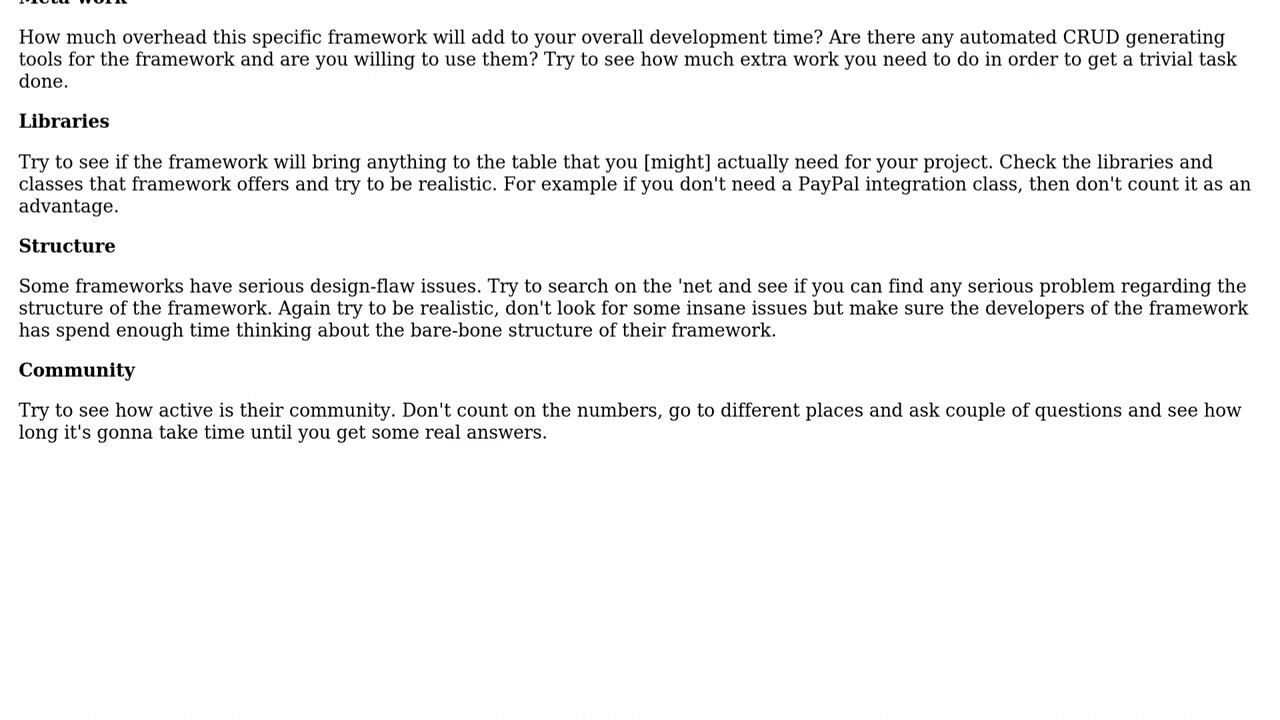 Meta-work
How much overhead this specific framework will add to your overall development time? Are there any automated CRUD generating
tools for the framework and are you willing to use them? Try to see how much extra work you need to do in order to get a trivial task
done.
Libraries
Try to see if the framework will bring anything to the table that you [might] actually need for your project. Check the libraries and
classes that framework offers and try to be realistic. For example if you don't need a PayPal integration class, then don't count it as an
advantage.
Structure
Some frameworks have serious design-flaw issues. Try to search on the 'net and see if you can find any serious problem regarding the
structure of the framework. Again try to be realistic, don't look for some insane issues but make sure the developers of the framework
has spend enough time thinking about the bare-bone structure of their framework.
Community
Try to see how active is their community. Don't count on the numbers, go to different places and ask couple of questions and see how
long it's gonna take time until you get some real answers.